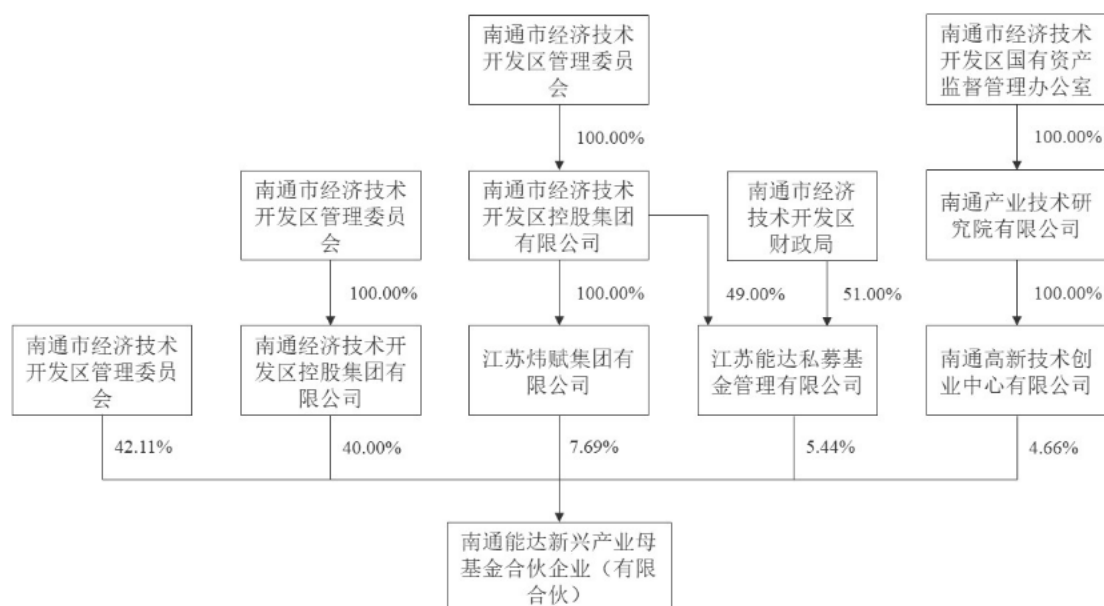 南通市经济技术
开发区管理委员
会
南通市经济技术
开发区国有资产
监督管理办公室
100.00%
100.00%
南通市经济技术
开发区管理委员
会
南通市经济技术
开发区控股集团
有限公司
南通市经济
技术开发区
财政局
南通产业技术研
究院有限公司
100.00%
100.00%
49.00%
51.00%
100.00%
南通市经济技术
开发区管理委员
会
南通经济技术开
发区控股集团有
限公司
江苏炜赋集团有
限公司
江苏能达私募基
金管理有限公司
南通高新技术创
业中心有限公司
42.11%
40.00%
7.69%
5.44%
4.66%
南通能达新兴产业母
基金合伙企业（有限
合伙）